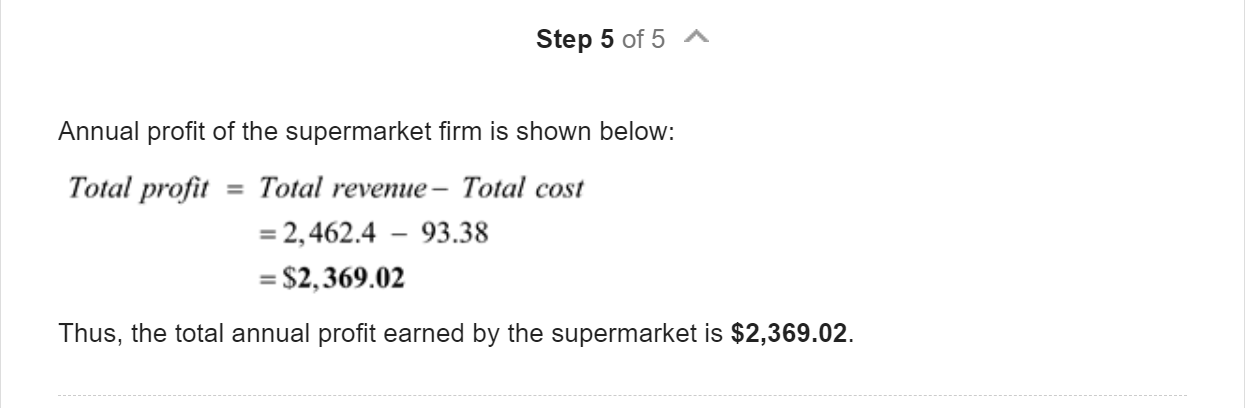 Step 5 of 5
Annual profit of the supermarket firm is shown below:
Total profit = Total revenue – Total cost
= 2,462.4 – 93.38
= $2,369.02
Thus, the total annual profit earned by the supermarket is $2,369.02.